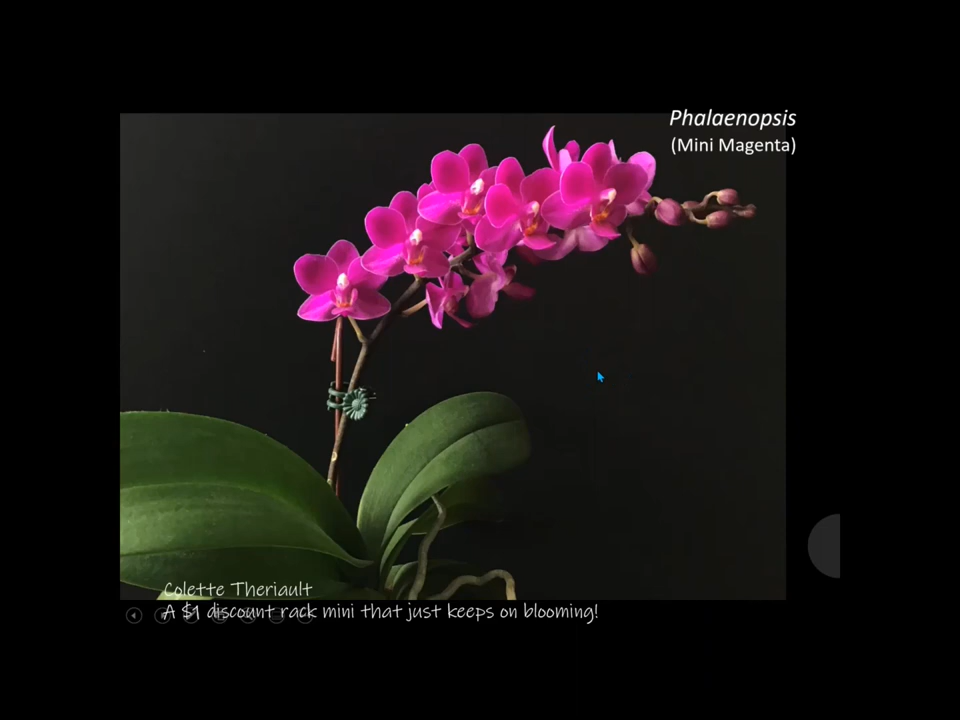 Phalaenopsis
(Mini Magenta)
Colette Theriault
A $1 discount rack mini that just keeps on blooming!